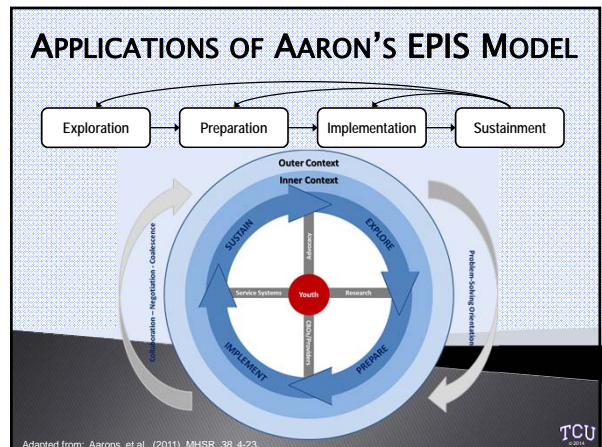 APPLICATIONS OF AARON'S EPIS MODEL
Exploration
Preparation
Implementation
Sustainment
Outer Context
Inner Context
SUSTAIN
EXPLORE
Advocacy
Collaboration – Negotiation - Coalescence
Service Systems
Youth
Research
Problem-Solving Orientation
CBOs/Providers
IMPLEMENT
PREPARE
Adapted from: Aarons, et al., (2011), MHSR, 38, 4-23.
TCU
© 2014